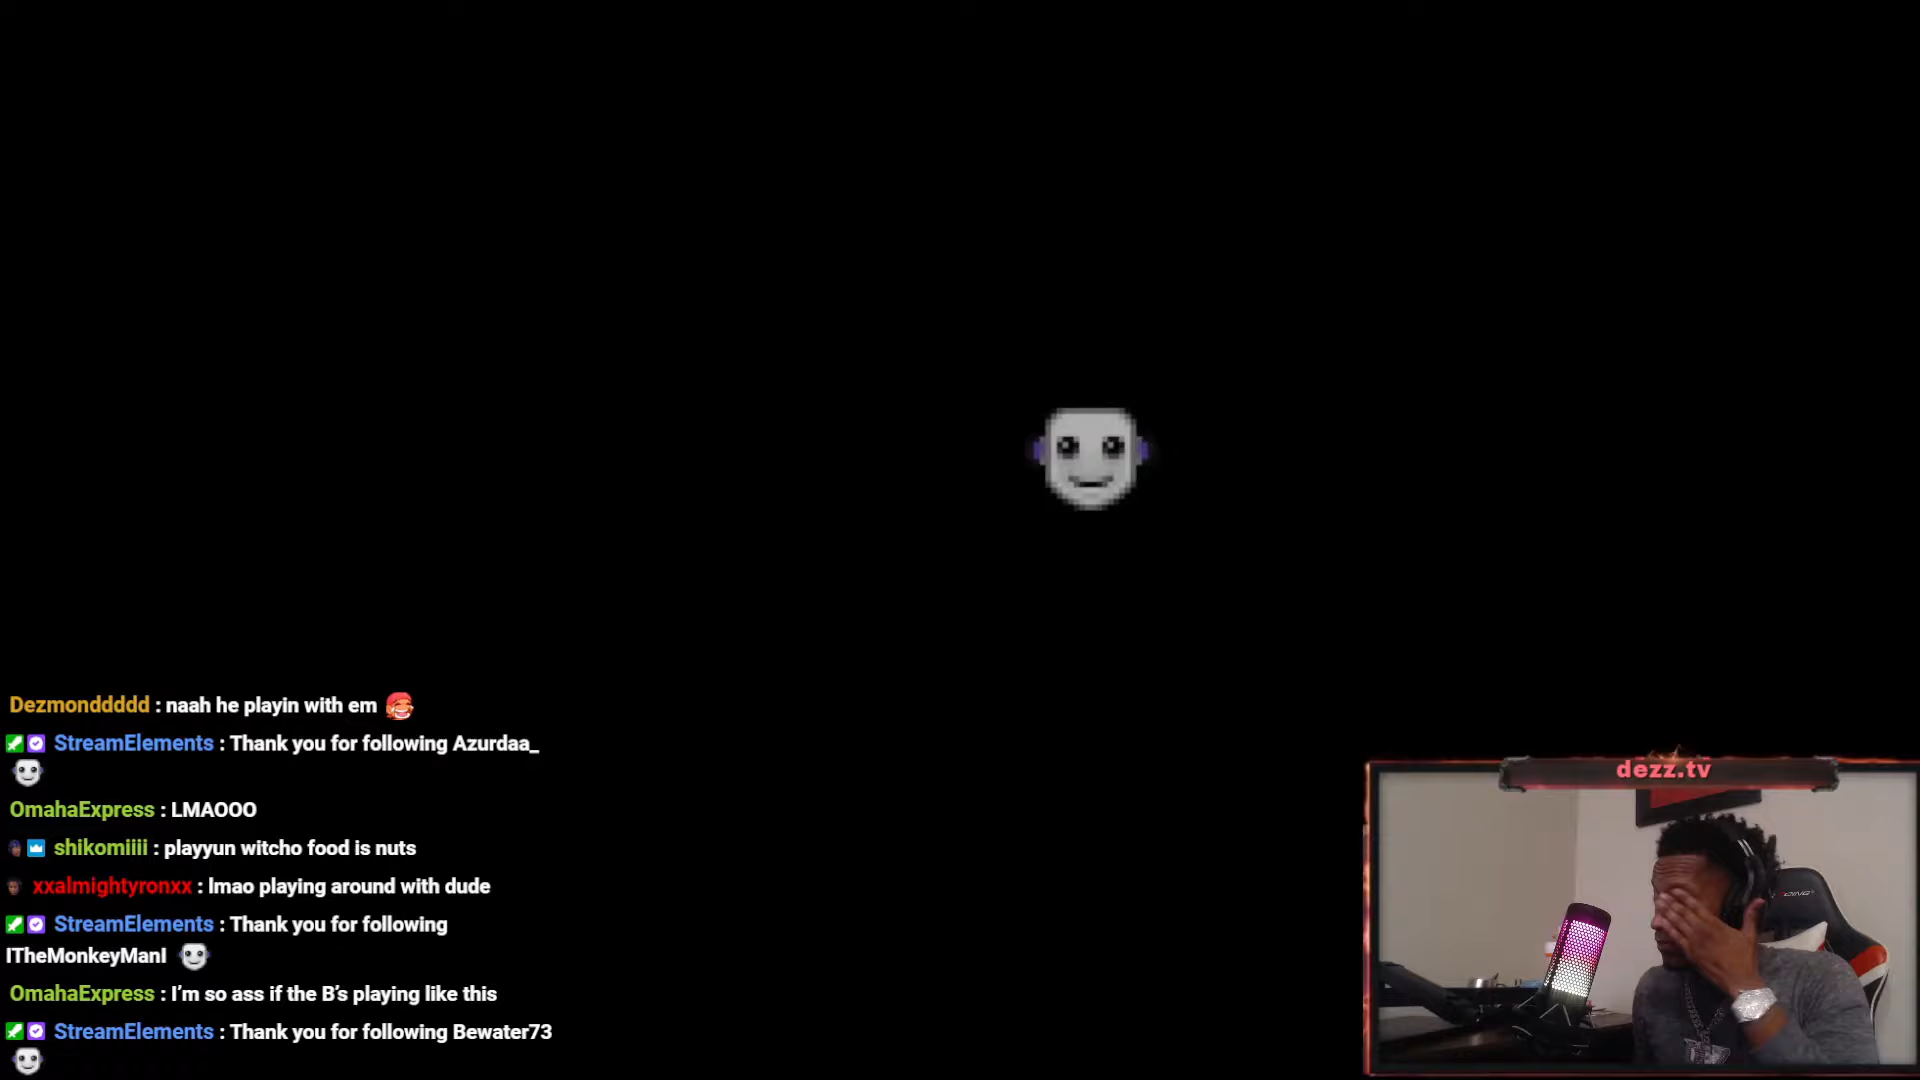 Dezmonddddd : naah he playin with em
StreamElements : Thank you for following Azurdaa_
OmahaExpress : LMAOOO
shikomiiii : playyun witcho food is nuts
xxalmightyronxx : lmao playing around with dude
StreamElements : Thank you for following
ITheMonkeyManI
OmahaExpress : I’m so ass if the B’s playing like this
StreamElements : Thank you for following Bewater73
dezz.tv